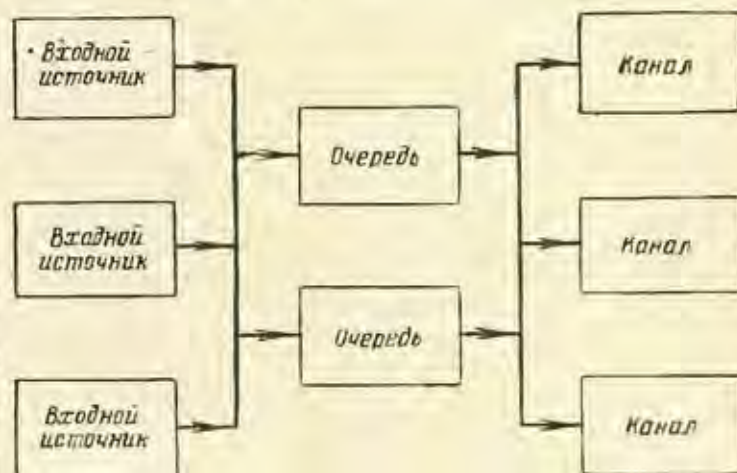 Входной
источник
Входной
источник
Входной
источник
Очередь
Очередь
Канал
Канал
Канал